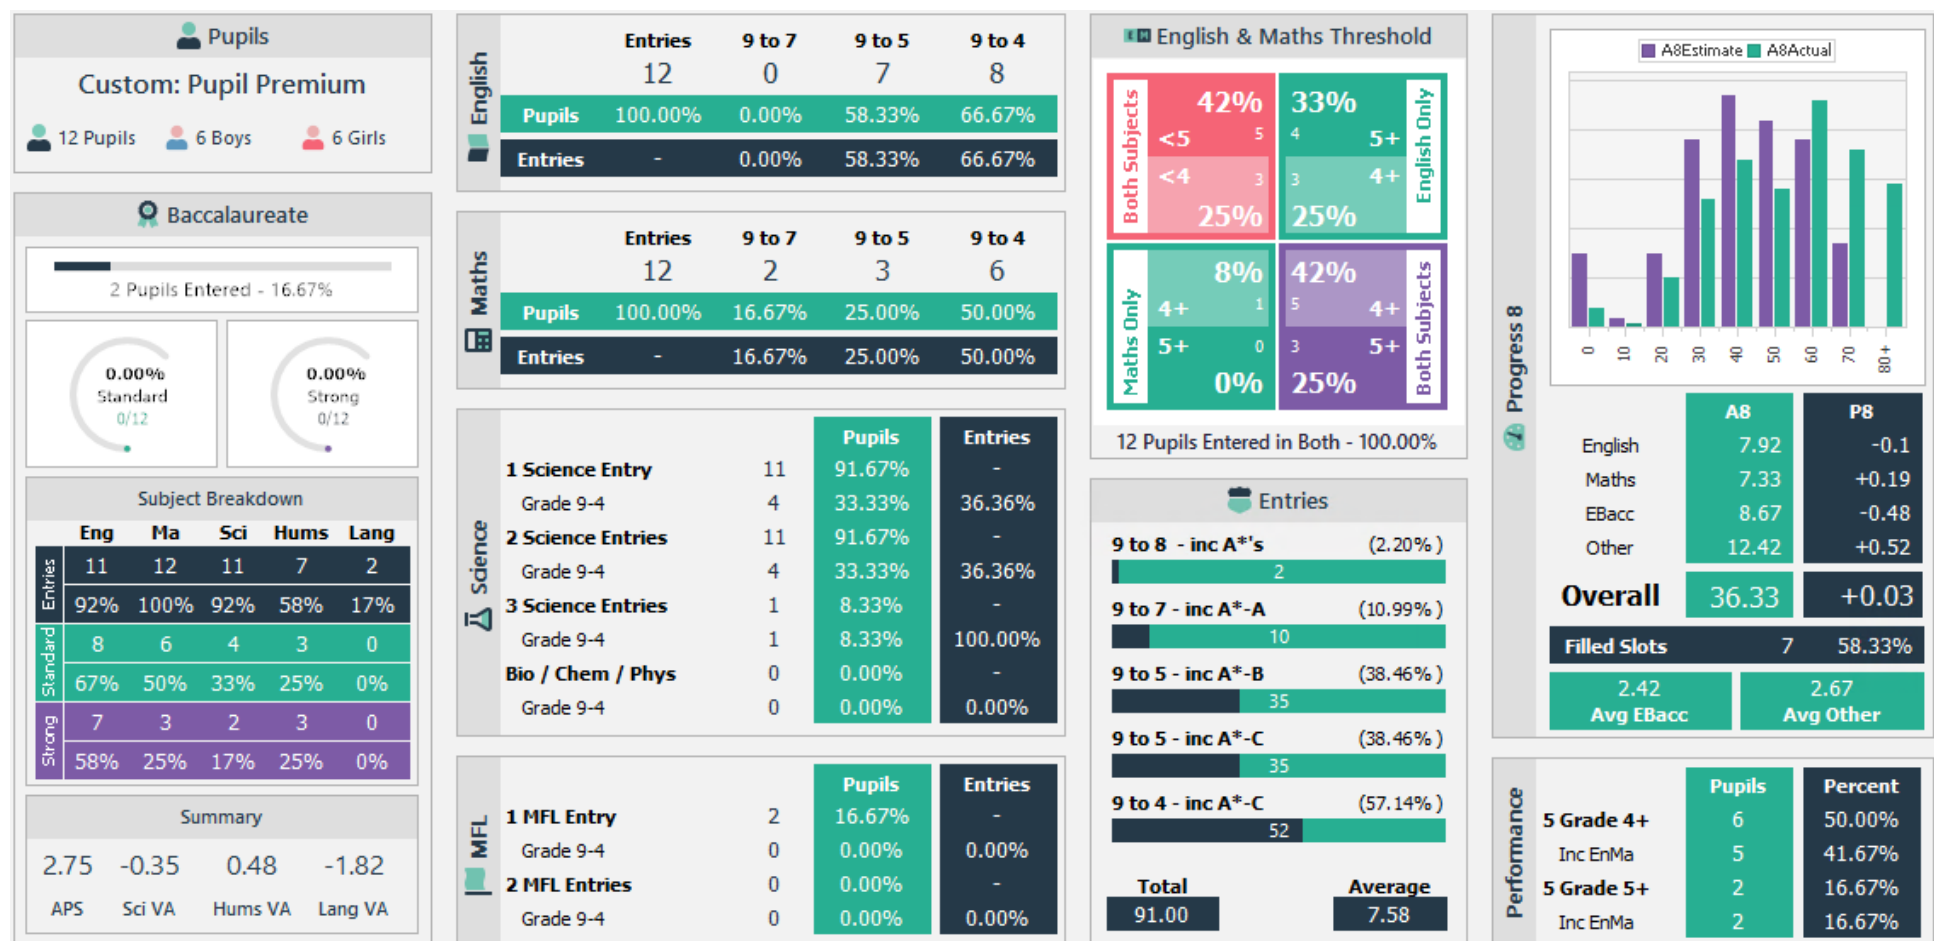 Pupils
Custom: Pupil Premium
12 Pupils 6 Boys 6 Girls
Baccalaureate
2 Pupils Entered - 16.67%
0.00% 0.00%
Standard Strong
0/12 0/12
Subject Breakdown
Eng Ma Sci Hums Lang
Entries
11 12 11 7 2
92% 100% 92% 58% 17%
Standard
8 6 4 3 0
67% 50% 33% 25% 0%
Strong
7 3 2 3 0
58% 25% 17% 25% 0%
Summary
2.75 -0.35 0.48 -1.82
APS Sci VA Hums VA Lang VA
English
Entries 9 to 7 9 to 5 9 to 4
12 0 7 8
Pupils 100.00% 0.00% 58.33% 66.67%
Entries - 0.00% 58.33% 66.67%
Maths
Entries 9 to 7 9 to 5 9 to 4
12 2 3 6
Pupils 100.00% 16.67% 25.00% 50.00%
Entries - 16.67% 25.00% 50.00%
Science
Pupils Entries
1 Science Entry 11 91.67% -
Grade 9-4 4 33.33% 36.36%
2 Science Entries 11 91.67% -
Grade 9-4 4 33.33% 36.36%
3 Science Entries 1 8.33% -
Grade 9-4 1 8.33% 100.00%
Bio / Chem / Phys 0 0.00% -
Grade 9-4 0 0.00% 0.00%
MFL
Pupils Entries
1 MFL Entry 2 16.67% -
Grade 9-4 0 0.00% 0.00%
2 MFL Entries 0 0.00% -
Grade 9-4 0 0.00% 0.00%
E M English & Maths Threshold
Both Subjects
42%
<5 5
<4 3
25%
33%
4 5+
3 4+
25%
English Only
Maths Only
8%
4+ 1
5+ 0
0%
42%
5 4+
3 5+
25%
Both Subjects
12 Pupils Entered in Both - 100.00%
Entries
9 to 8 - inc A*'s (2.20%)
2
9 to 7 - inc A*-A (10.99%)
10
9 to 5 - inc A*-B (38.46%)
35
9 to 5 - inc A*-C (38.46%)
35
9 to 4 - inc A*-C (57.14%)
52
Total Average
91.00 7.58
Progress 8
A8Estimate A8Actual
0 10 20 30 40 50 60 70 80+
A8 P8
English 7.92 -0.1
Maths 7.33 +0.19
EBacc 8.67 -0.48
Other 12.42 +0.52
Overall 36.33 +0.03
Filled Slots 7 58.33%
2.42 2.67
Avg EBacc Avg Other
Performance
Pupils Percent
5 Grade 4+ 6 50.00%
Inc EnMa 5 41.67%
5 Grade 5+ 2 16.67%
Inc EnMa 2 16.67%